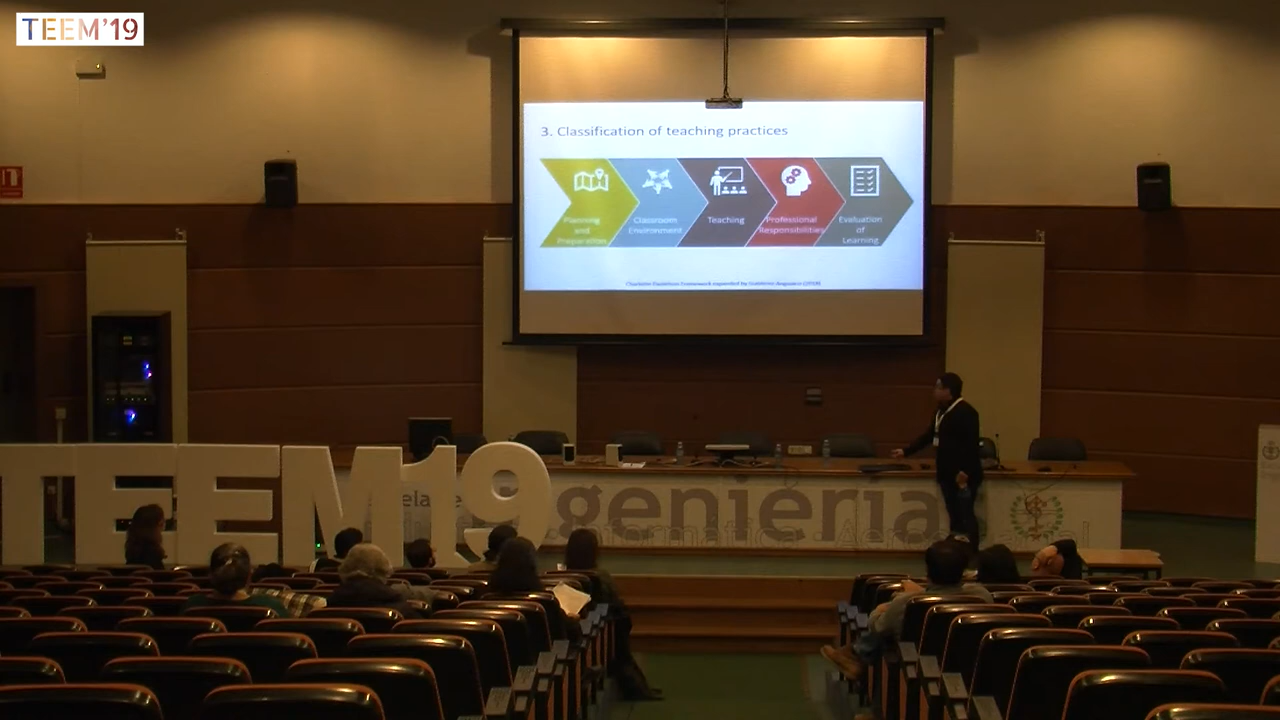 TEEM'19
3. Classification of teaching practices
Planning
and
Preparation
Classroom
Environment
Teaching
Professional
Responsibilities
Evaluation
of
Learning
TEEM19
genieria